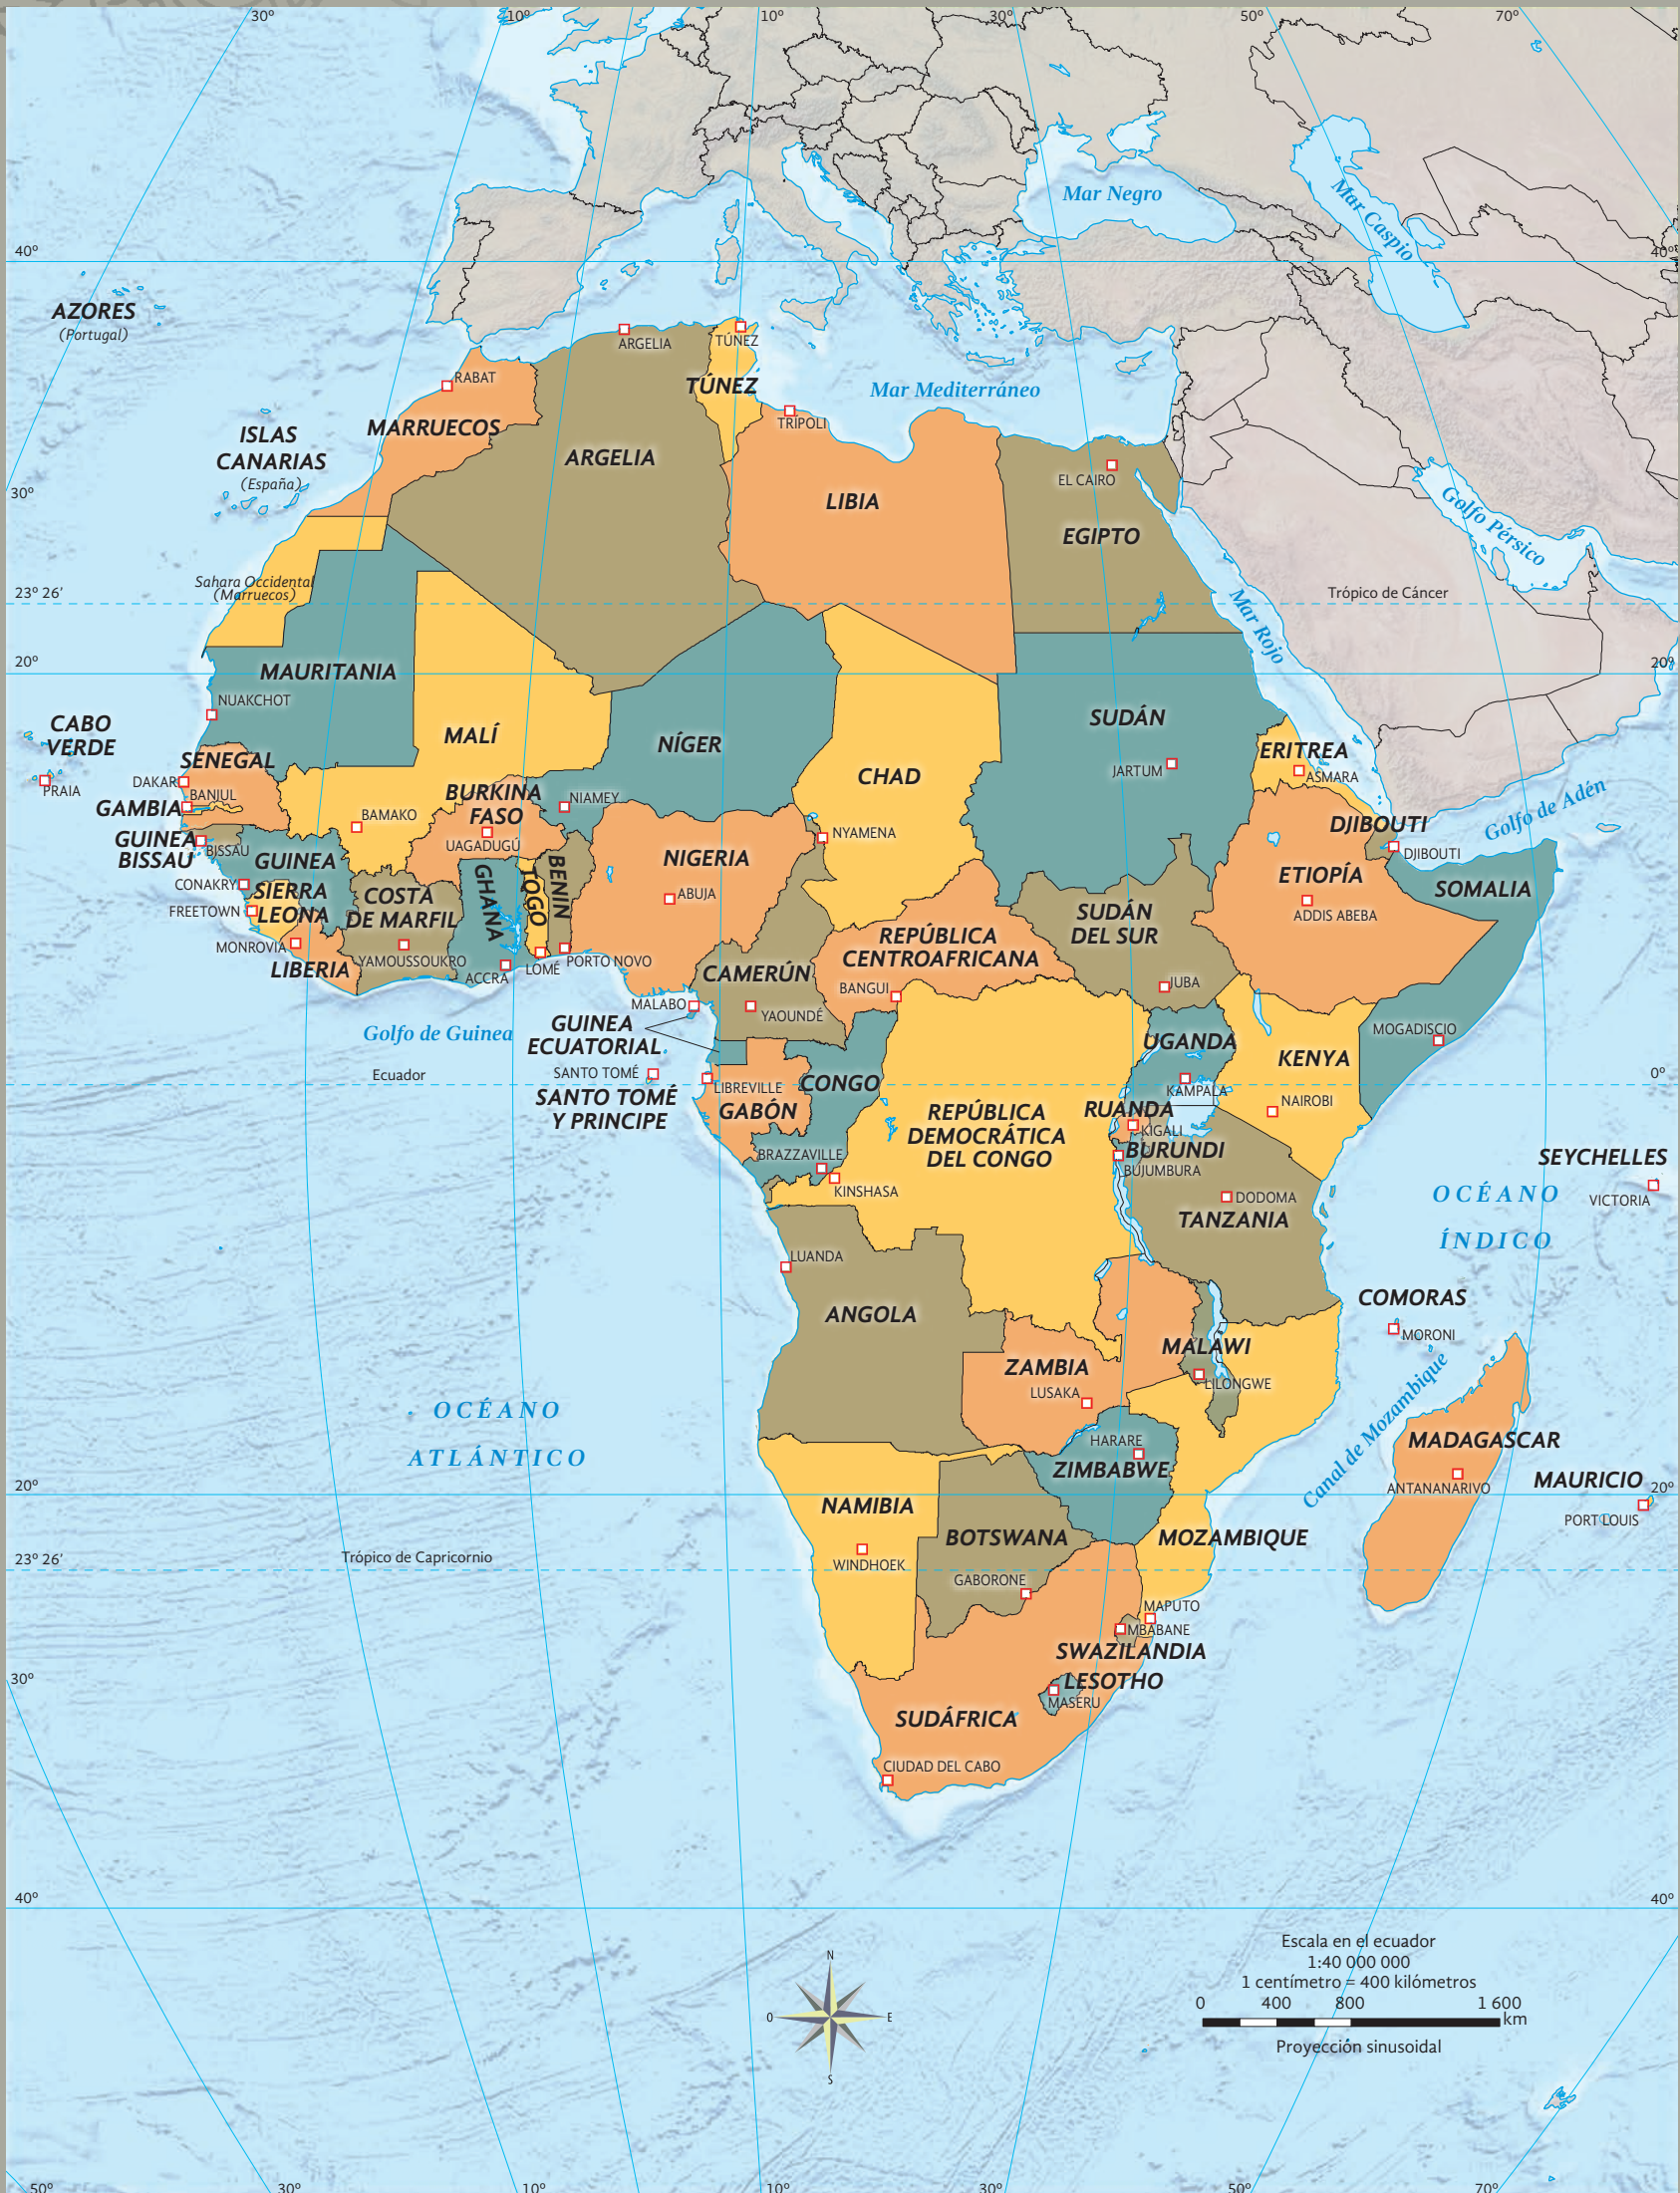 30º
10º
10º
30º
50º
70º
Mar Negro
Mar Caspio
40º
40º
AZORES
(Portugal)
ARGELIA
TÚNEZ
RABAT
TÚNEZ
Mar Mediterráneo
TRÍPOLI
MARRUECOS
ISLAS
CANARIAS
(España)
ARGELIA
EL CAIRO
30º
LIBIA
Golfo Pérsico
EGIPTO
Sahara Occidental
(Marruecos)
23º 26′
Trópico de Cáncer
Mar Rojo
20º
20º
MAURITANIA
NUAKCHOT
CABO
VERDE
PRAIA
MALÍ
NÍGER
SUDÁN
JARTUM
CHAD
ERITREA
ASMARA
SENEGAL
DAKAR
BANJUL
GAMBIA
BURKINA
FASO
NIAMEY
BAMAKO
UAGADUGÚ
NYAMENA
Golfo de Adén
DJIBOUTI
DJIBOUTI
GUINEA
BISSAU
BISSAU
GUINEA
NIGERIA
ABUJA
ETIOPÍA
ADDIS ABEBA
SOMALIA
CONAKRY
SIERRA
LEONA
FREETOWN
COSTA
DE MARFIL
GHANA
TOGO
BENIN
SUDÁN
DEL SUR
MONROVIA
LIBERIA
YAMOUSSOUKRO
ACCRA
LOMÉ
PORTO NOVO
REPÚBLICA
CENTROAFRICANA
BANGUI
CAMERÚN
YAOUNDÉ
JUBA
MALABO
GUINEA
ECUATORIAL
Golfo de Guinea
UGANDA
KAMPALA
KENYA
MOGADISCIO
Ecuador
0º
SANTO TOMÉ
SANTO TOMÉ
Y PRINCIPE
LIBREVILLE
GABÓN
CONGO
NAIROBI
RUANDA
KIGALI
REPÚBLICA
DEMOCRÁTICA
DEL CONGO
BURUNDI
BUJUMBURA
BRAZZAVILLE
KINSHASA
DODOMA
TANZANIA
SEYCHELLES
VICTORIA
OCÉANO
ÍNDICO
LUANDA
ANGOLA
COMORAS
MORONI
MALAWI
LILONGWE
ZAMBIA
LUSAKA
Canal de Mozambique
OCÉANO
ATLÁNTICO
HARARE
ZIMBABWE
MADAGASCAR
ANTANANARIVO
MAURICIO
PORT LOUIS
20º
20º
NAMIBIA
WINDHOEK
BOTSWANA
GABORONE
MOZAMBIQUE
23º 26′
Trópico de Capricornio
MAPUTO
MBABANE
SWAZILANDIA
LESOTHO
MASERU
30º
SUDÁFRICA
CIUDAD DEL CABO
40º
40º
N
O
E
S
Escala en el ecuador
1:40 000 000
1 centímetro = 400 kilómetros
0 400 800 1 600
km
Proyección sinusoidal
50º
30º
10º
10º
30º
50º
70º